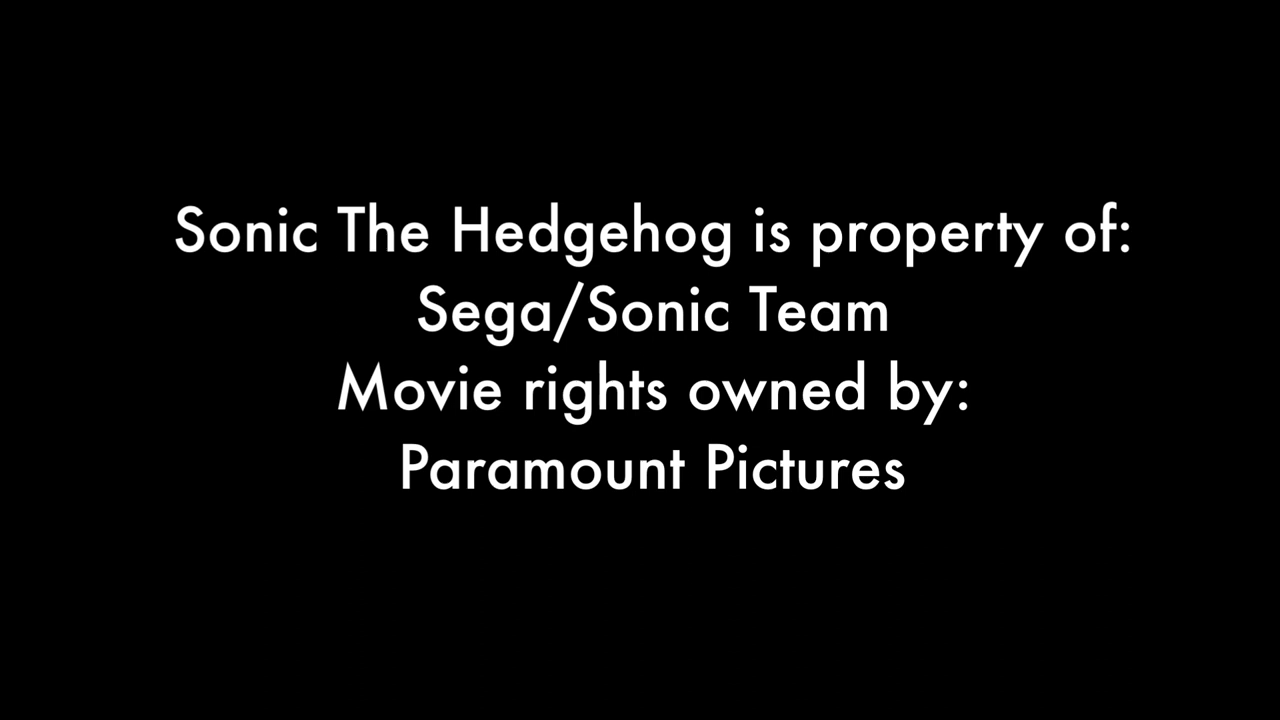 Sonic The Hedgehog is property of:
Sega/Sonic Team
Movie rights owned by:
Paramount Pictures